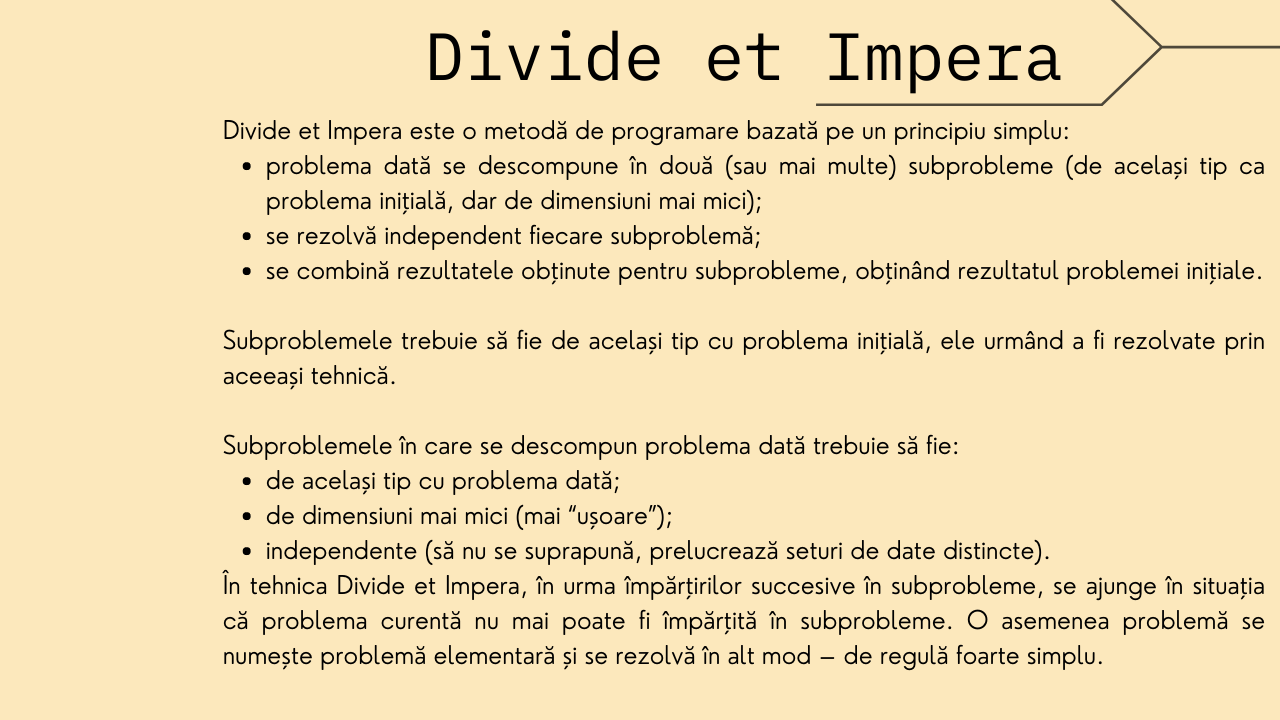 Divide et Impera
Divide et Impera este o metodă de programare bazată pe un principiu simplu:
• problema dată se descompune în două (sau mai multe) subprobleme (de același tip ca
problema inițială, dar de dimensiuni mai mici);
• se rezolvă independent fiecare subproblemă;
• se combină rezultatele obținute pentru subprobleme, obținând rezultatul problemei inițiale.
Subproblemele trebuie să fie de același tip cu problema inițială, ele urmând a fi rezolvate prin
aceeași tehnică.
Subproblemele în care se descompun problema dată trebuie să fie:
• de același tip cu problema dată;
• de dimensiuni mai mici (mai “ușoare”);
• independente (să nu se suprapună, prelucrează seturi de date distincte).
În tehnica Divide et Impera, în urma împărțirilor succesive în subprobleme, se ajunge în situația
că problema curentă nu mai poate fi împărțită în subprobleme. O asemenea problemă se
numește problemă elementară și se rezolvă în alt mod – de regulă foarte simplu.